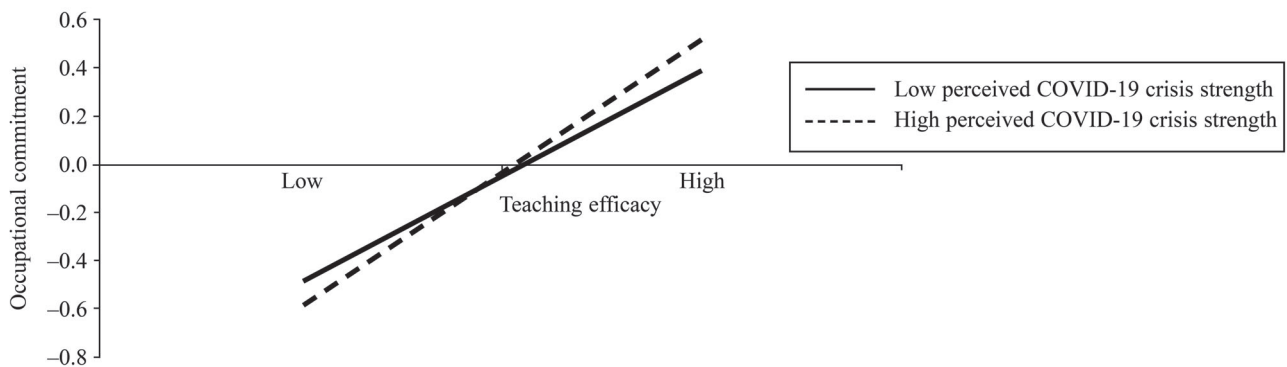 0.6
0.4
0.2
0.0
–0.2
–0.4
–0.6
–0.8
Occupational commitment
Low
High
Teaching efficacy
Low perceived COVID-19 crisis strength
High perceived COVID-19 crisis strength